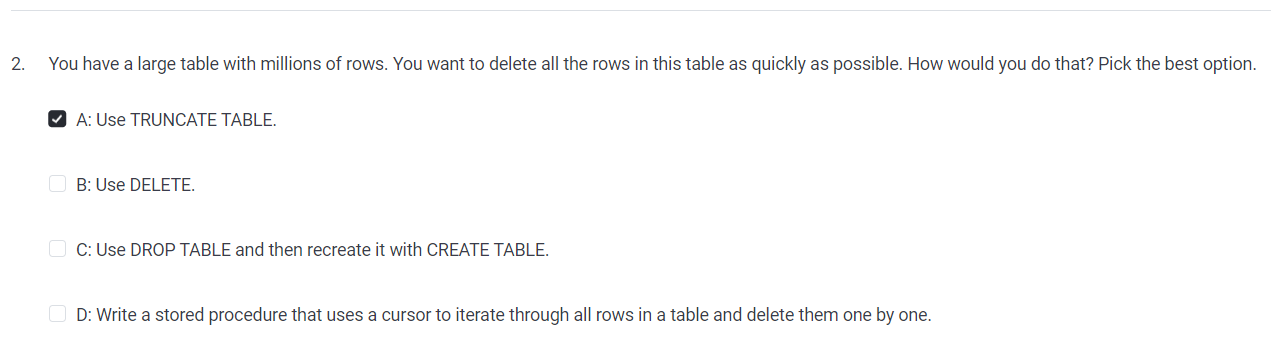 2. You have a large table with millions of rows. You want to delete all the rows in this table as quickly as possible. How would you do that? Pick the best option.
A: Use TRUNCATE TABLE.
B: Use DELETE.
C: Use DROP TABLE and then recreate it with CREATE TABLE.
D: Write a stored procedure that uses a cursor to iterate through all rows in a table and delete them one by one.